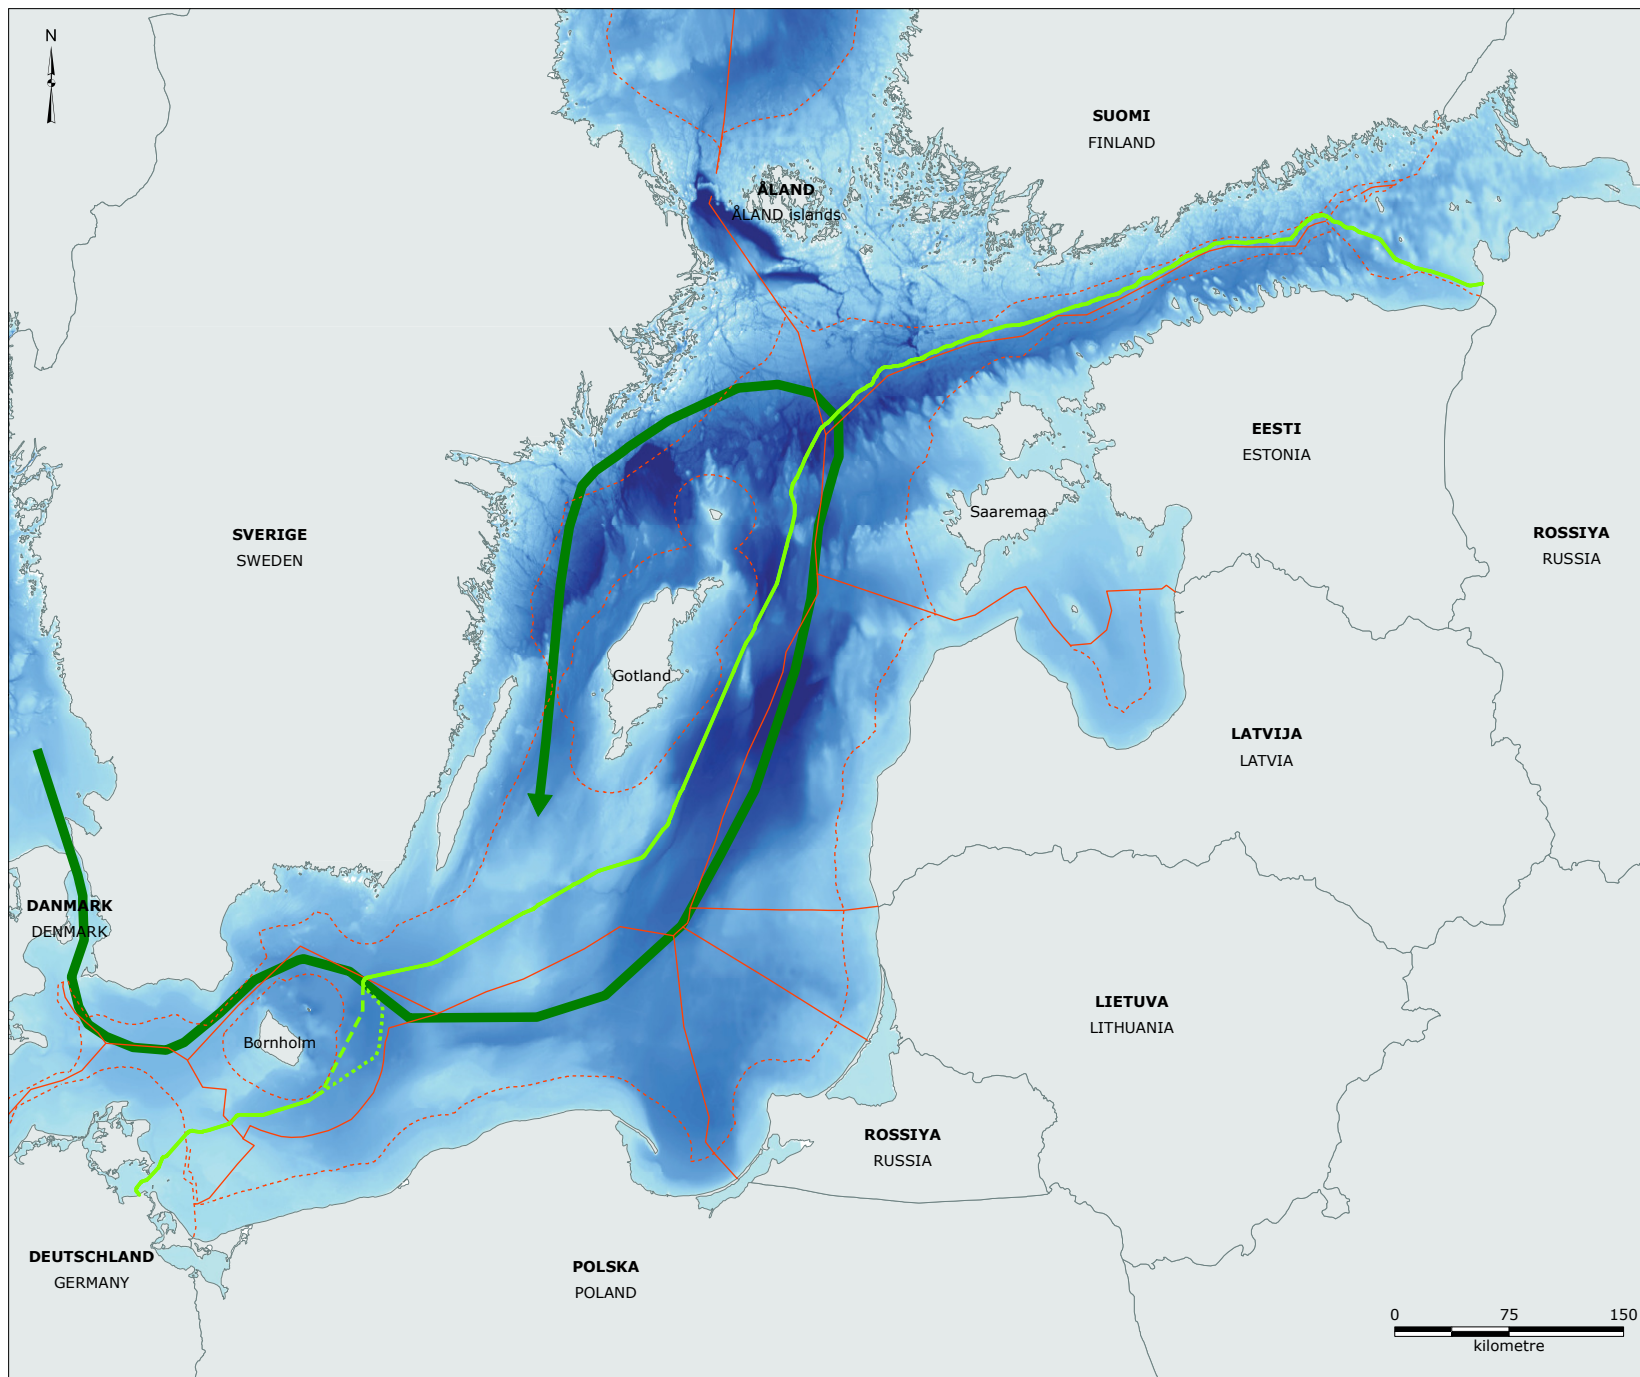 N
SUOMI
FINLAND
ÅLAND
ÅLAND islands
EESTI
ESTONIA
Saaremaa
SVERIGE
SWEDEN
ROSSIYA
RUSSIA
Gotland
LATVIJA
LATVIA
DANMARK
DENMARK
LIETUVA
LITHUANIA
Bornholm
ROSSIYA
RUSSIA
DEUTSCHLAND
GERMANY
POLSKA
POLAND
0 75 150
kilometre